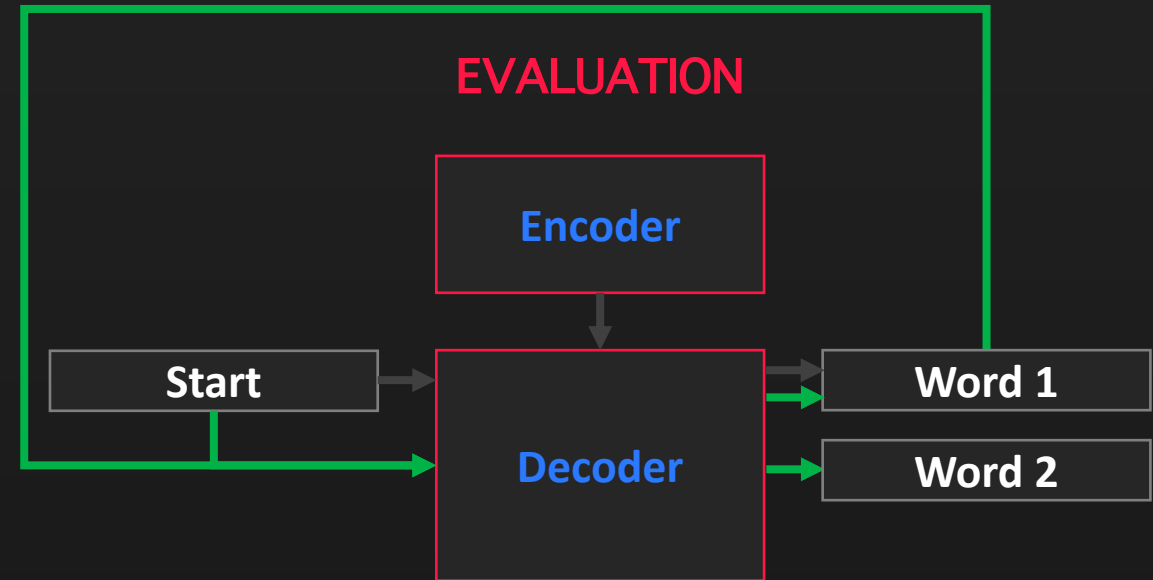 EVALUATION
Encoder
Start
Word 1
Decoder
Word 2